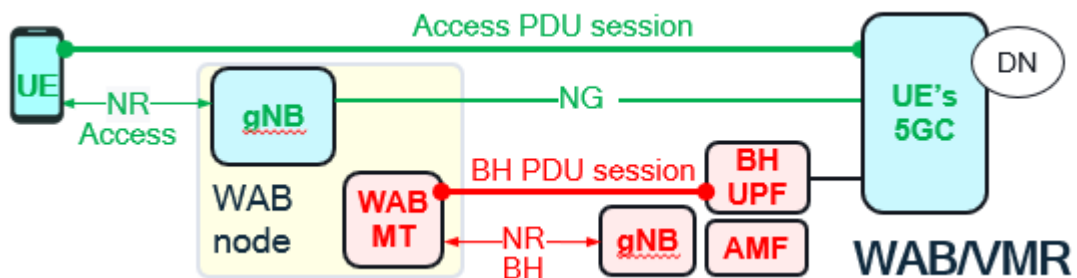 Access PDU session
UE
NR
Access
gNB
NG
UE's
5GC
DN
WAB
node
WAB
MT
BH PDU session
NR
BH
gNB
BH
UPF
AMF
WAB/VMR